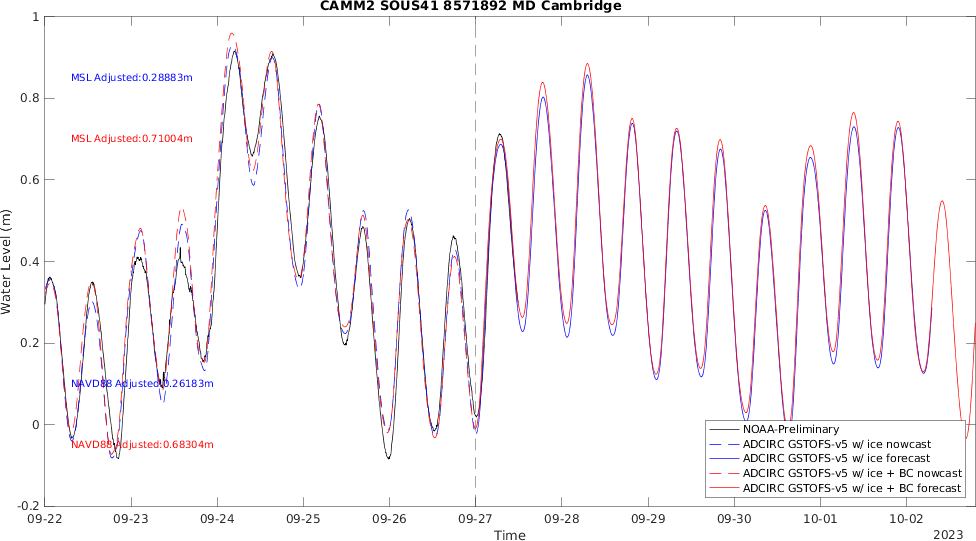 CAMM2 SOUS41 8571892 MD Cambridge
1
0.8
0.6
0.4
0.2
0
-0.2
Water Level (m)
MSL Adjusted:0.28883m
MSL Adjusted:0.71004m
NAVD88 Adjusted:0.26183m
NAVD88 Adjusted:0.68304m
NOAA-Preliminary
ADCIRC GSTOFS-v5 w/ ice nowcast
ADCIRC GSTOFS-v5 w/ ice forecast
ADCIRC GSTOFS-v5 w/ ice + BC nowcast
ADCIRC GSTOFS-v5 w/ ice + BC forecast
09-22 09-23 09-24 09-25 09-26 09-27 09-28 09-29 09-30 10-01 10-02
Time
2023